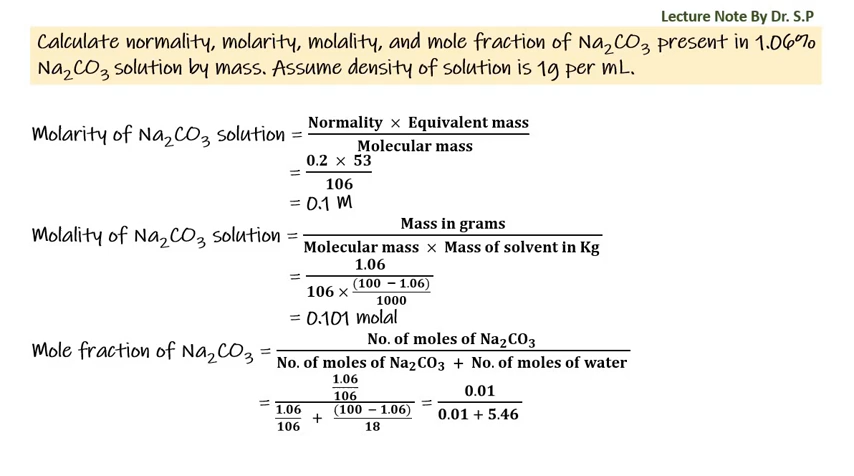 Lecture Note By Dr. S.P
Calculate normality, molarity, molality, and mole fraction of Na₂CO₃ present in 1.06%
Na₂CO₃ solution by mass. Assume density of solution is 1g per mL.
Molarity of Na₂CO₃ solution = Normality × Equivalent mass / Molecular mass
= 0.2 × 53 / 106
= 0.1 M
Molality of Na₂CO₃ solution = Mass in grams / Molecular mass × Mass of solvent in Kg
= 1.06 / 106 × (100 − 1.06) / 1000
= 0.101 molal
Mole fraction of Na₂CO₃ = No. of moles of Na₂CO₃ / No. of moles of Na₂CO₃ + No. of moles of water
= 1.06 / 106 / 1.06 / 106 + (100 − 1.06) / 18 = 0.01 / 0.01 + 5.46